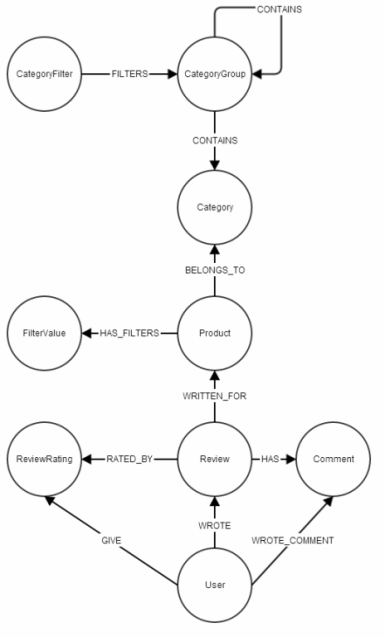 CONTAINS
CategoryFilter
FILTERS
CategoryGroup
CONTAINS
Category
BELONGS_TO
FilterValue
HAS_FILTERS
Product
WRITTEN_FOR
ReviewRating
RATED_BY
Review
HAS
Comment
WROTE
GIVE
WROTE_COMMENT
User